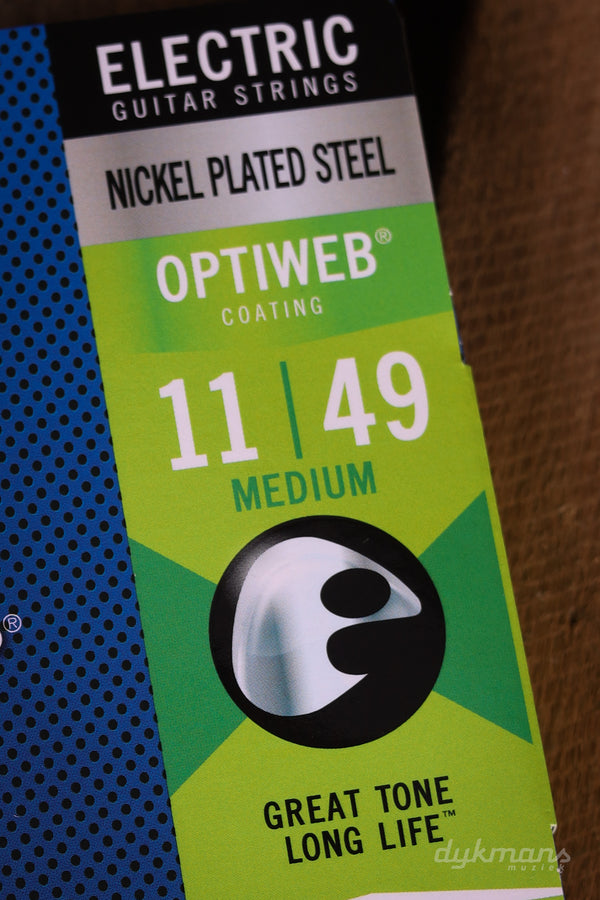 ELECTRIC
GUITAR STRINGS
NICKEL PLATED STEEL
OPTIWEB®
COATING
11 | 49
MEDIUM
®
GREAT TONE
LONG LIFE™
dykmans
muziek